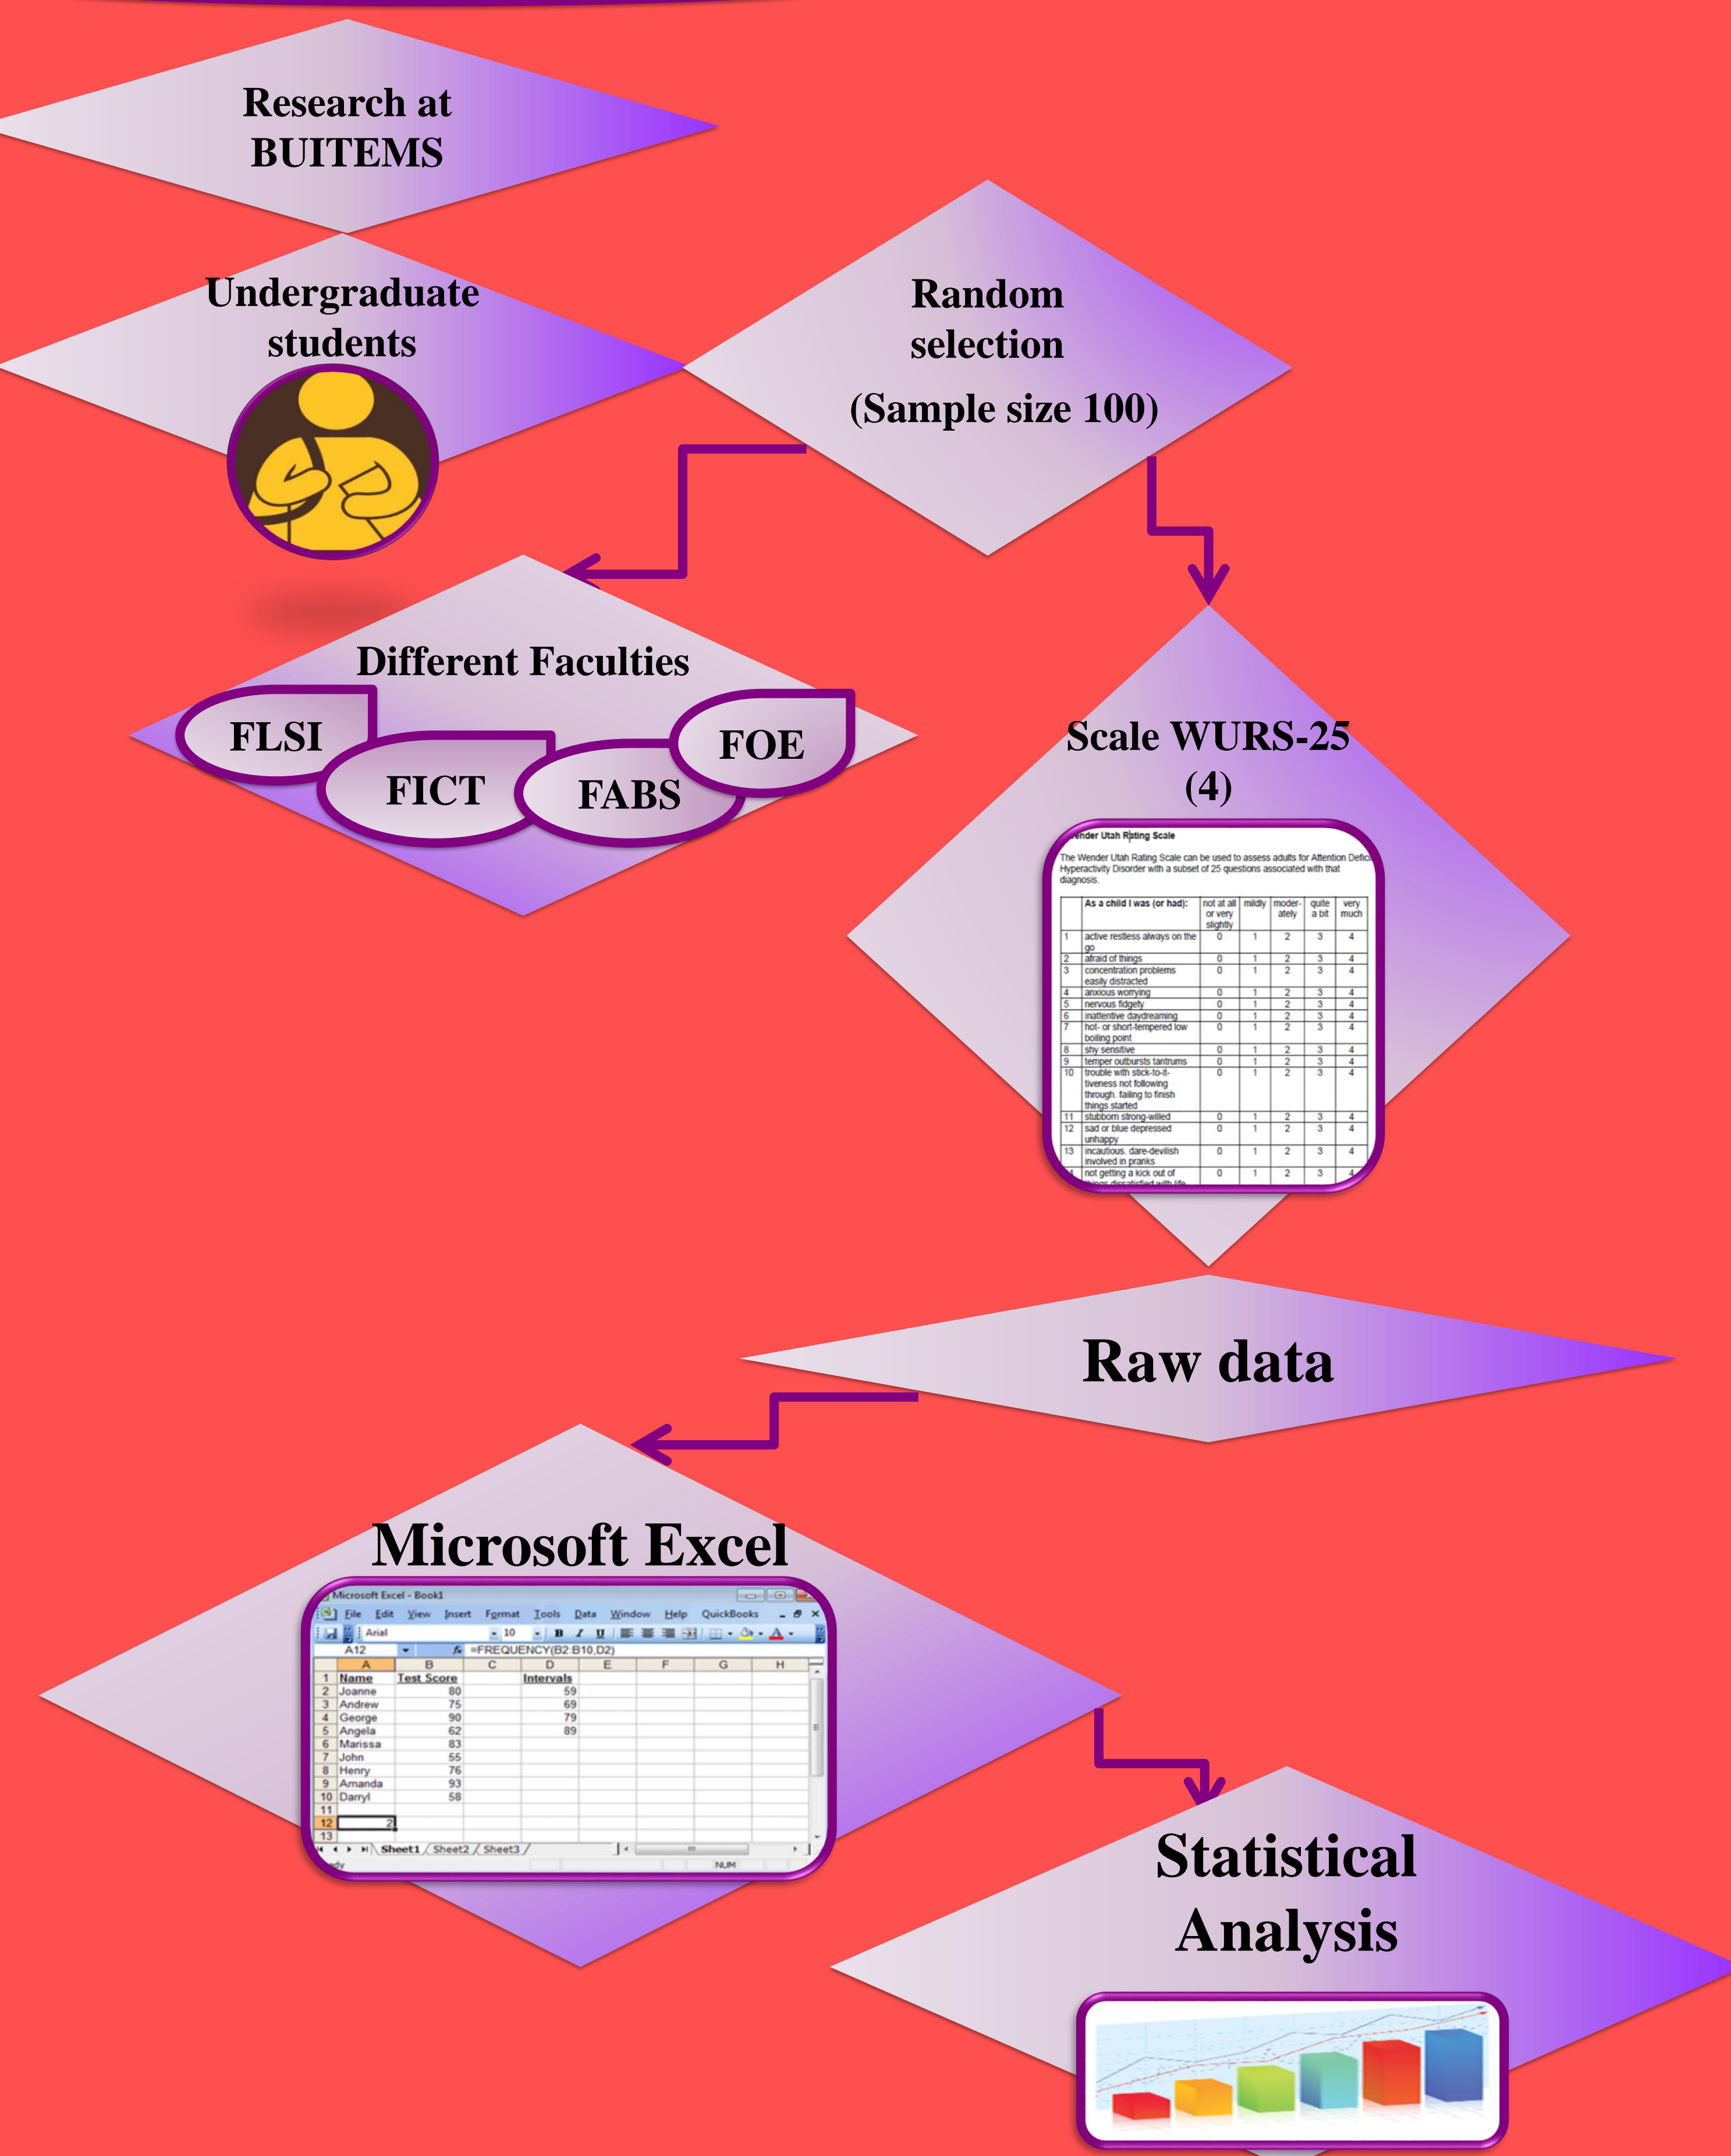 Research at
BUITEMS
Undergraduate
students
Random
selection
(Sample size 100)
Different Faculties
FLSI
FICT
FABS
FOE
Scale WURS-25
(4)
ender Utah Rating Scale
The Wender Utah Rating Scale can be used to assess adults for Attention Defic
Hyperactivity Disorder with a subset of 25 questions associated with that
diagnosis.
As a child I was (or had): not at all or very slightly mildly moder-ately quite a bit very much
1 active restless always on the go 0 1 2 3 4
2 afraid of things 0 1 2 3 4
3 concentration problems easily distracted 0 1 2 3 4
4 anxious worrying 0 1 2 3 4
5 nervous fidgety 0 1 2 3 4
6 inattentive daydreaming 0 1 2 3 4
7 hot- or short-tempered low boiling point 0 1 2 3 4
8 shy sensitive 0 1 2 3 4
9 temper outbursts tantrums 0 1 2 3 4
10 trouble with stick-to-it-tiveness not following through. failing to finish things started 0 1 2 3 4
11 stubborn strong-willed 0 1 2 3 4
12 sad or blue depressed unhappy 0 1 2 3 4
13 incautious. dare-devilish involved in pranks 0 1 2 3 4
not getting a kick out of things dissatisfied with life 0 1 2 3 4
Raw data
Microsoft Excel
Microsoft Excel - Book1
File Edit View Insert Format Tools Data Window Help QuickBooks
Arial 10 B I U
A12 fx =FREQUENCY(B2:B10,D2)
A B C D E F G H
1 Name Test Score Intervals
2 Joanne 80 59
3 Andrew 75 69
4 George 90 79
5 Angela 62 89
6 Marissa 83
7 John 55
8 Henry 76
9 Amanda 93
10 Darryl 58
11
12 2
13
Sheet1 Sheet2 Sheet3
NUM
Statistical
Analysis